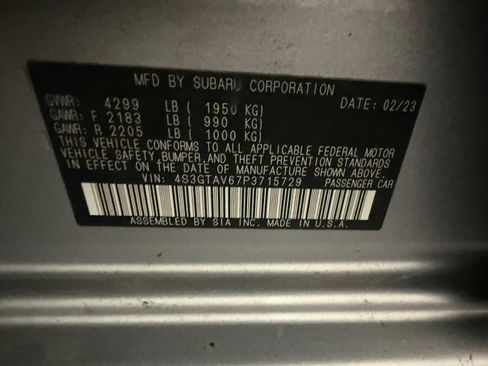 MFD BY SUBARU CORPORATION
GVWR: 4299 LB ( 1950 KG) DATE: 02/23
GAWR: F 2183 LB ( 990 KG)
GAWR: R 2205 LB ( 1000 KG)
THIS VEHICLE CONFORMS TO ALL APPLICABLE FEDERAL MOTOR
VEHICLE SAFETY, BUMPER, AND THEFT PREVENTION STANDARDS
IN EFFECT ON THE DATE OF MANUFACTURE SHOWN ABOVE.
VIN: 4S3GTAV67P3715729 PASSENGER CAR
ASSEMBLED BY SIA INC. MADE IN U.S.A.